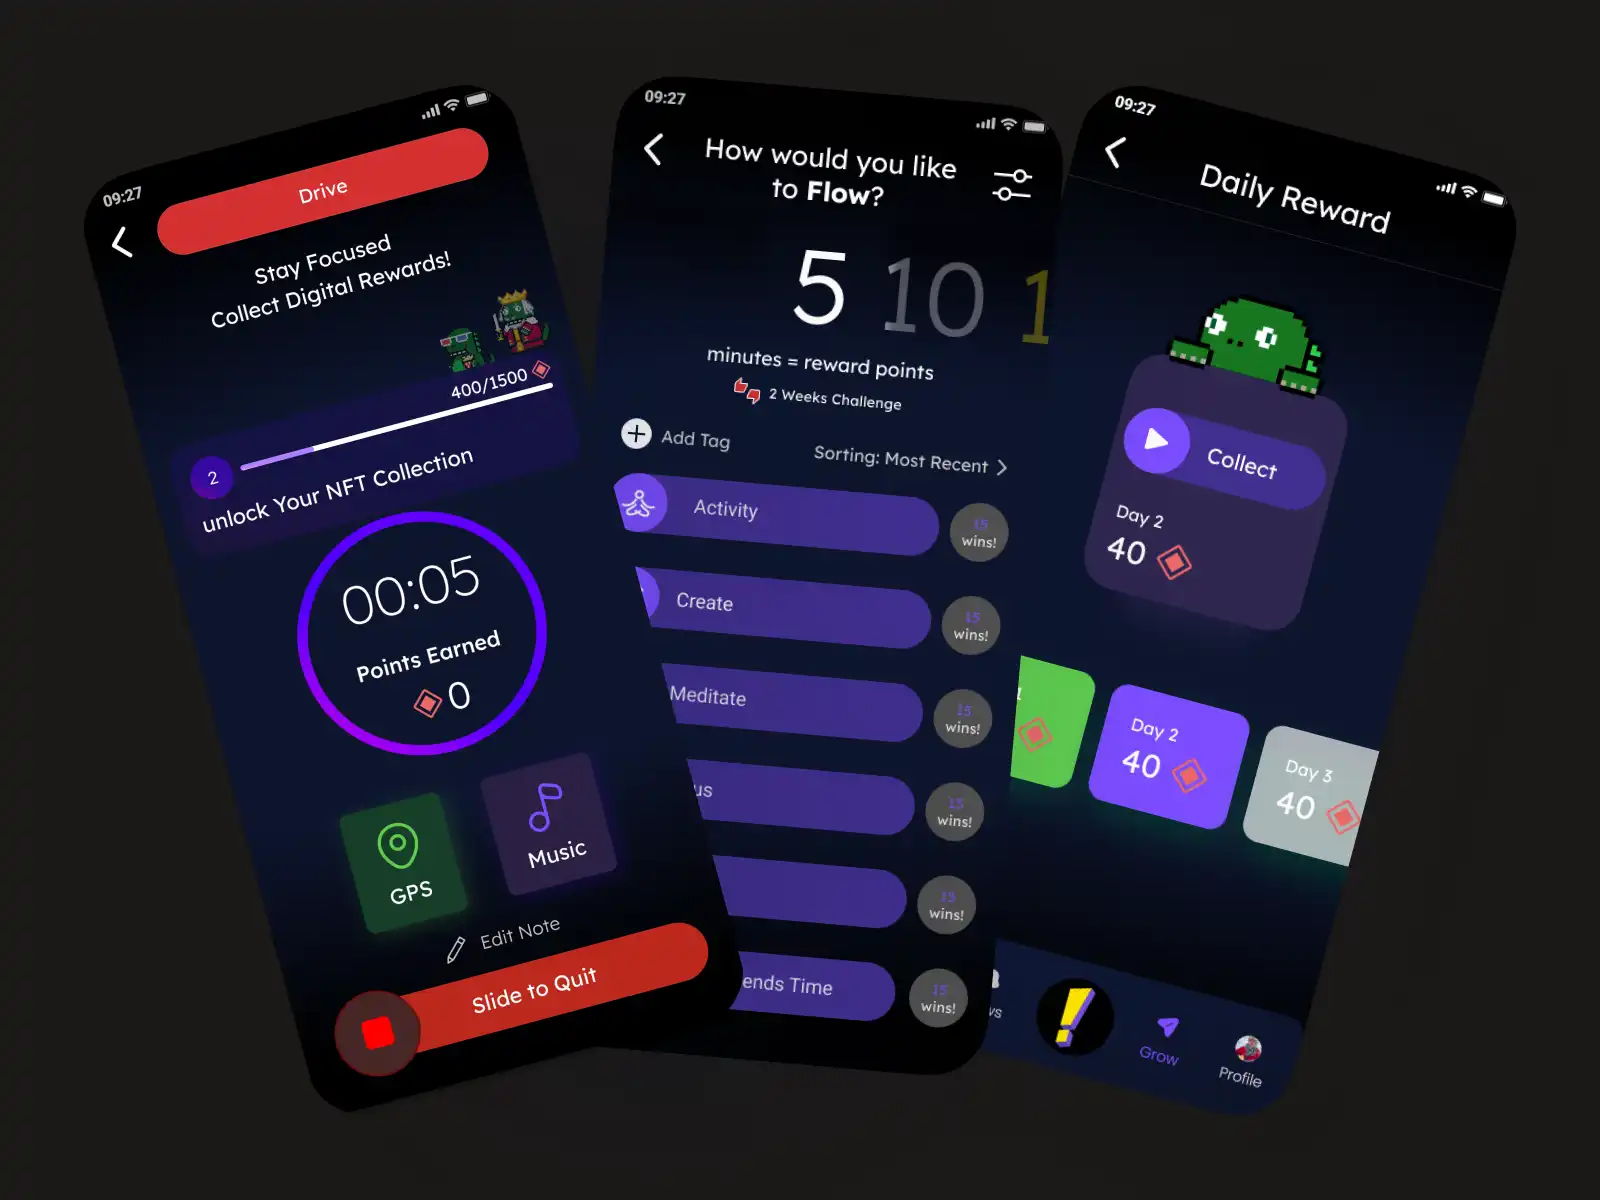 09:27
Drive
Stay Focused
Collect Digital Rewards!
400/1500
2
unlock Your NFT Collection
00:05
Points Earned
0
GPS
Music
Edit Note
Slide to Quit
09:27
How would you like
to Flow?
5 10 1
minutes = reward points
2 Weeks Challenge
Add Tag
Sorting: Most Recent
Activity
15
wins!
Create
15
wins!
Meditate
15
wins!
us
15
wins!
15
wins!
ends Time
15
wins!
09:27
Daily Reward
Collect
Day 2
40
Day 2
40
Day 3
40
ws
Grow
Profile